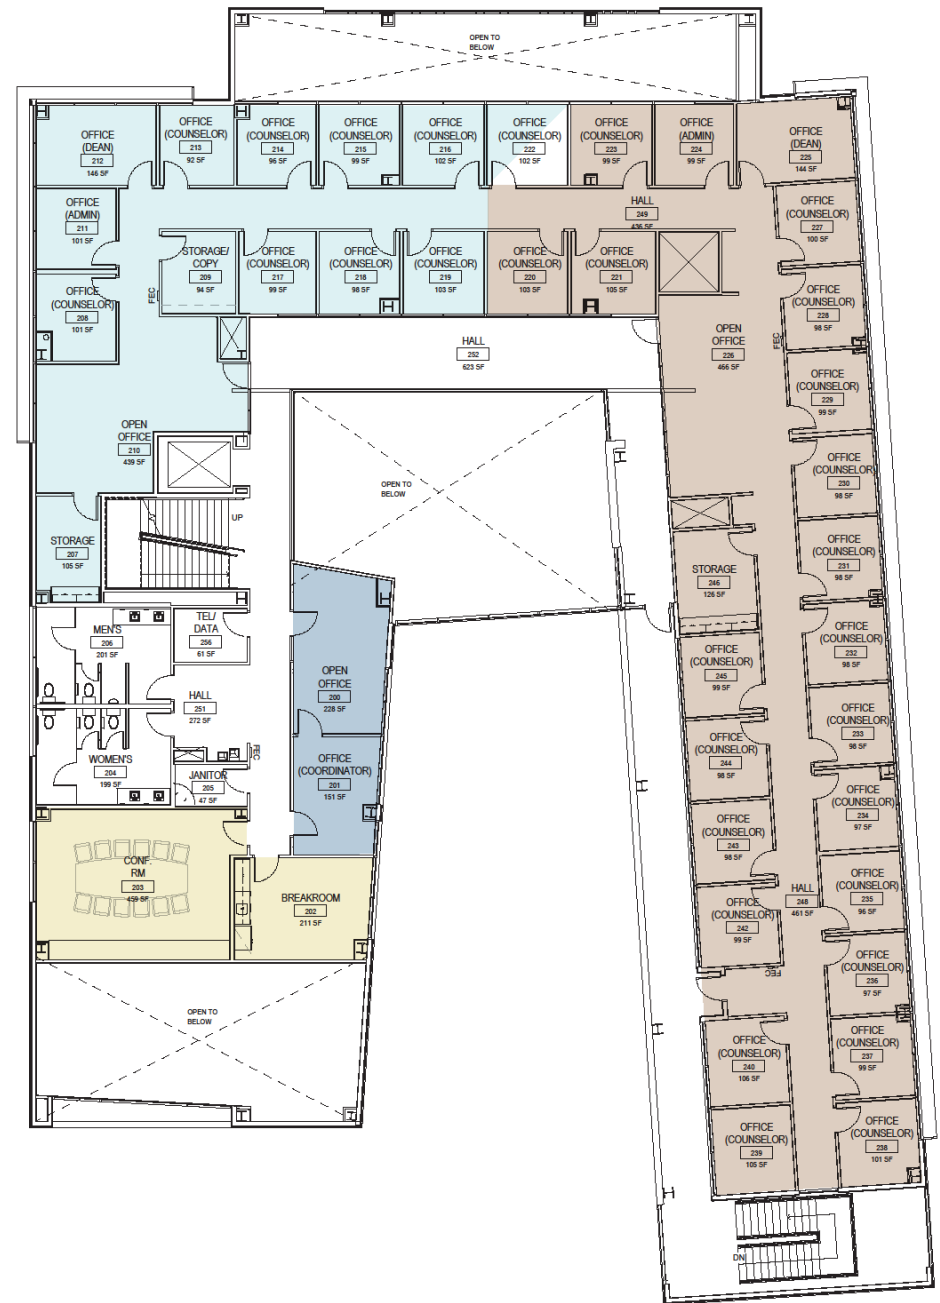 OPEN TO
BELOW
OFFICE
(DEAN)
212
146 SF
OFFICE
(COUNSELOR)
213
92 SF
OFFICE
(COUNSELOR)
214
96 SF
OFFICE
(COUNSELOR)
215
99 SF
OFFICE
(COUNSELOR)
216
102 SF
OFFICE
(COUNSELOR)
222
102 SF
OFFICE
(COUNSELOR)
223
99 SF
OFFICE
(ADMIN)
224
99 SF
OFFICE
(DEAN)
225
144 SF
OFFICE
(ADMIN)
211
101 SF
HALL
249
436 SF
OFFICE
(COUNSELOR)
227
100 SF
STORAGE/
COPY
209
94 SF
OFFICE
(COUNSELOR)
217
99 SF
OFFICE
(COUNSELOR)
218
98 SF
OFFICE
(COUNSELOR)
219
103 SF
OFFICE
(COUNSELOR)
220
103 SF
OFFICE
(COUNSELOR)
221
105 SF
OFFICE
(COUNSELOR)
208
101 SF
FEC
OFFICE
(COUNSELOR)
228
98 SF
HALL
252
623 SF
OPEN
OFFICE
226
466 SF
FEC
OFFICE
(COUNSELOR)
229
99 SF
OPEN
OFFICE
210
439 SF
OFFICE
(COUNSELOR)
230
98 SF
OPEN TO
BELOW
UP
STORAGE
207
105 SF
OFFICE
(COUNSELOR)
231
98 SF
STORAGE
246
126 SF
MEN'S
206
201 SF
TEL/
DATA
256
61 SF
OFFICE
(COUNSELOR)
232
98 SF
OPEN
OFFICE
200
228 SF
OFFICE
(COUNSELOR)
245
99 SF
HALL
251
272 SF
OFFICE
(COUNSELOR)
233
98 SF
WOMEN'S
204
199 SF
FEC
JANITOR
205
47 SF
OFFICE
(COORDINATOR)
201
151 SF
OFFICE
(COUNSELOR)
244
98 SF
OFFICE
(COUNSELOR)
234
97 SF
OFFICE
(COUNSELOR)
243
98 SF
CONF.
RM
203
459 SF
BREAKROOM
202
211 SF
HALL
248
461 SF
OFFICE
(COUNSELOR)
235
96 SF
OFFICE
(COUNSELOR)
242
99 SF
FEC
OFFICE
(COUNSELOR)
236
97 SF
OPEN TO
BELOW
OFFICE
(COUNSELOR)
240
106 SF
OFFICE
(COUNSELOR)
237
99 SF
OFFICE
(COUNSELOR)
239
105 SF
OFFICE
(COUNSELOR)
238
101 SF
DN